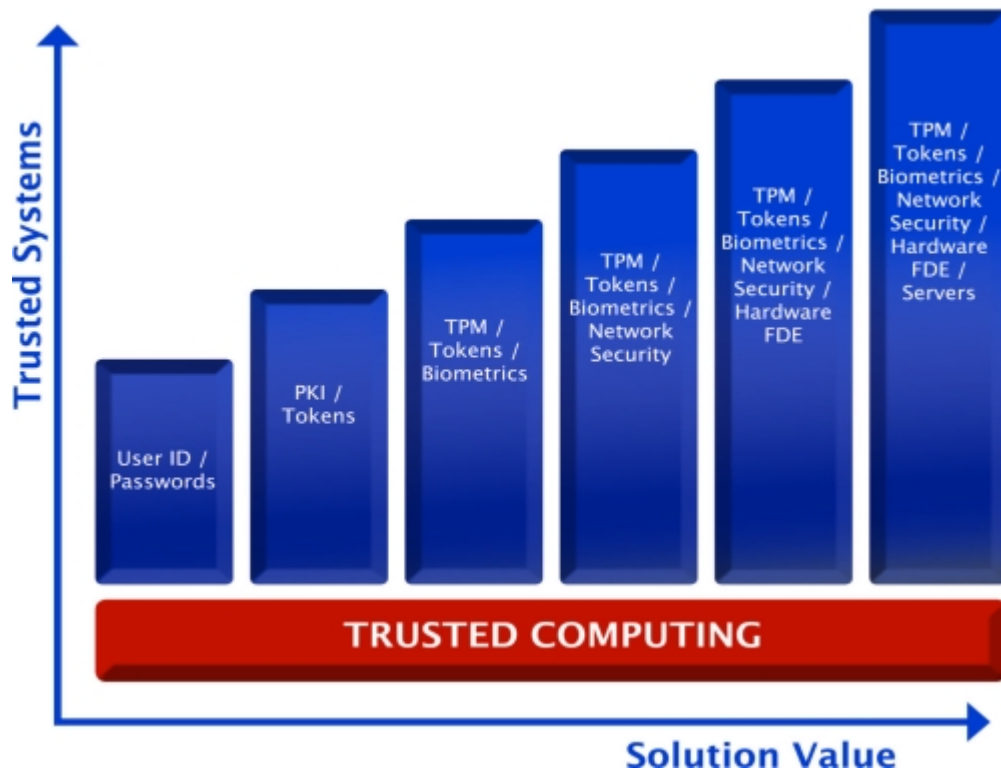 Trusted Systems
User ID /
Passwords
PKI /
Tokens
TPM /
Tokens /
Biometrics
TPM /
Tokens /
Biometrics /
Network
Security
TPM /
Tokens /
Biometrics /
Network
Security /
Hardware
FDE
TPM /
Tokens /
Biometrics /
Network
Security /
Hardware
FDE /
Servers
TRUSTED COMPUTING
Solution Value